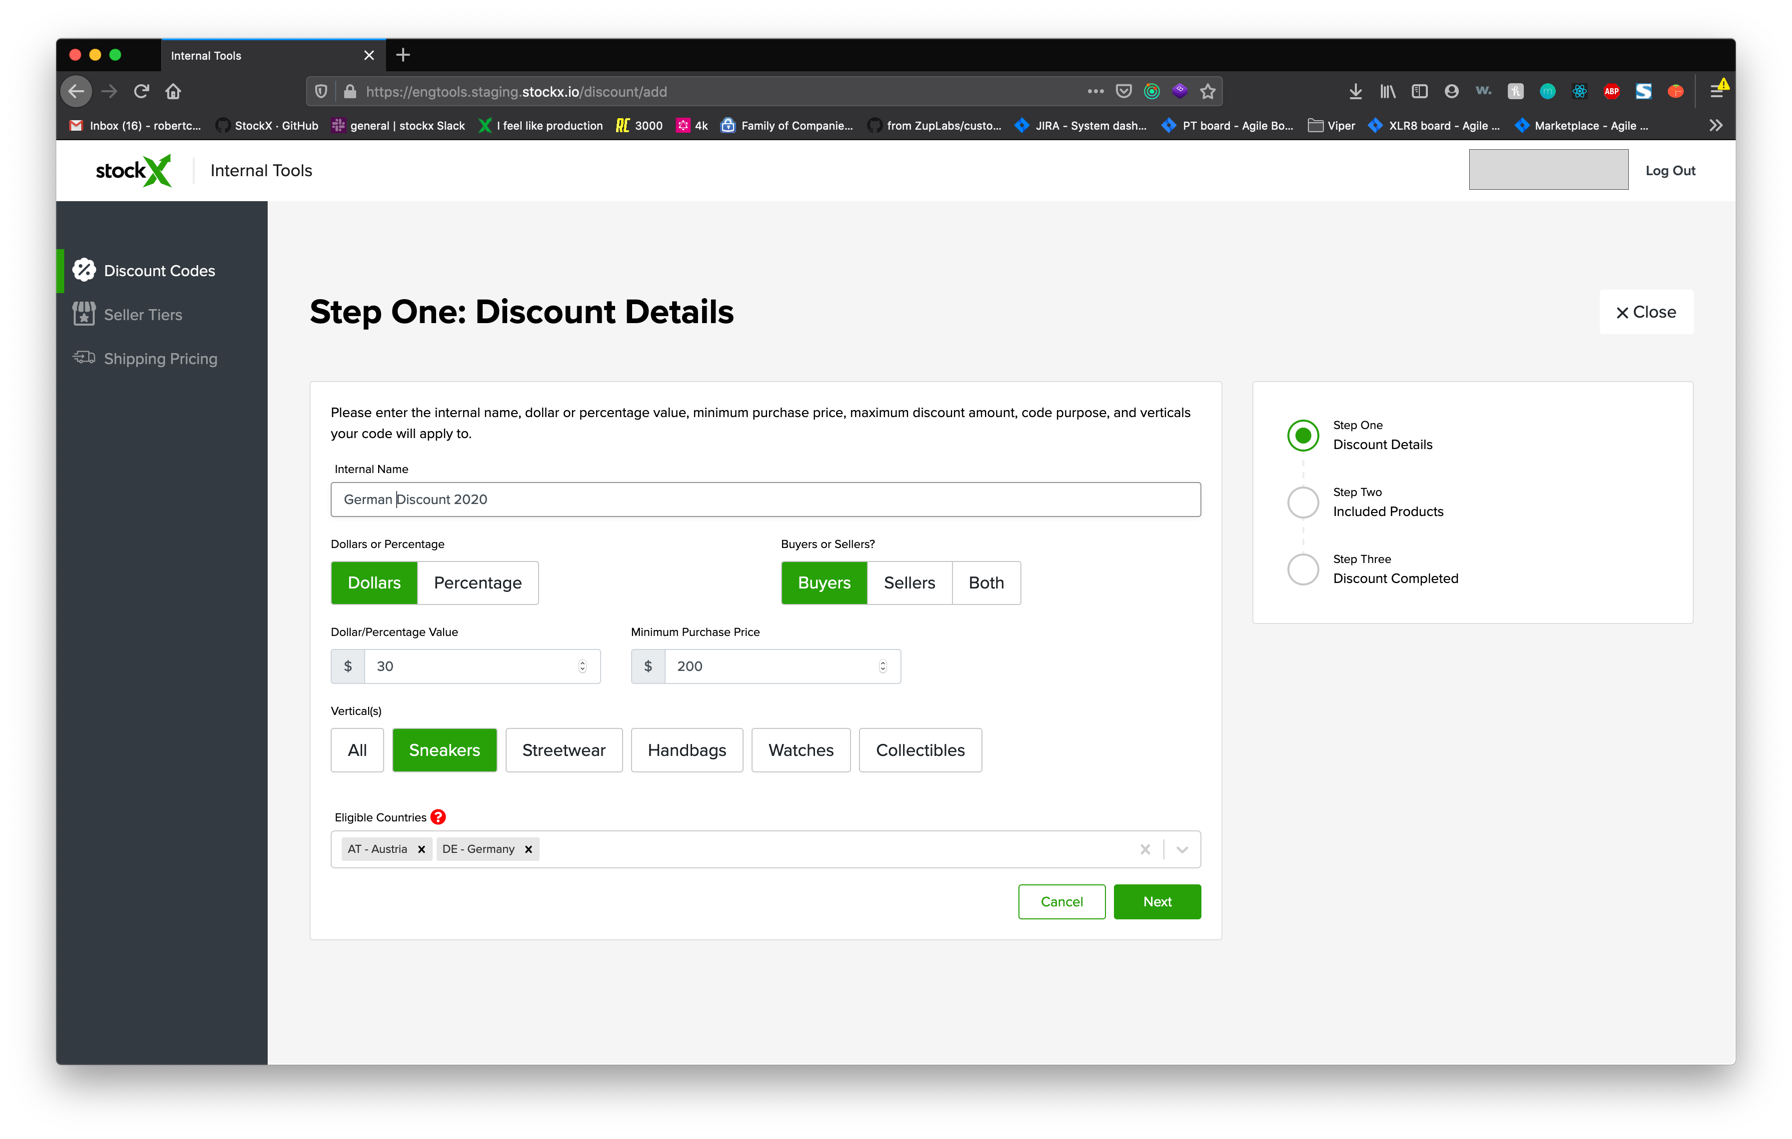 Internal Tools
https://engtools.staging.stockx.io/discount/add
W.
ABP
Inbox (16) - robertc...
StockX · GitHub
general | stockx Slack
I feel like production
RC 3000
4k
Family of Companie...
from ZupLabs/custo...
JIRA - System dash...
PT board - Agile Bo...
Viper
XLR8 board - Agile ...
Marketplace - Agile ...
stockX
Internal Tools
Log Out
Discount Codes
Seller Tiers
Shipping Pricing
Step One: Discount Details
Close
Please enter the internal name, dollar or percentage value, minimum purchase price, maximum discount amount, code purpose, and verticals
your code will apply to.
Internal Name
German Discount 2020
Dollars or Percentage
Dollars
Percentage
Buyers or Sellers?
Buyers
Sellers
Both
Dollar/Percentage Value
$ 30
Minimum Purchase Price
$ 200
Vertical(s)
All
Sneakers
Streetwear
Handbags
Watches
Collectibles
Eligible Countries ?
AT - Austria
DE - Germany
Cancel
Next
Step One
Discount Details
Step Two
Included Products
Step Three
Discount Completed